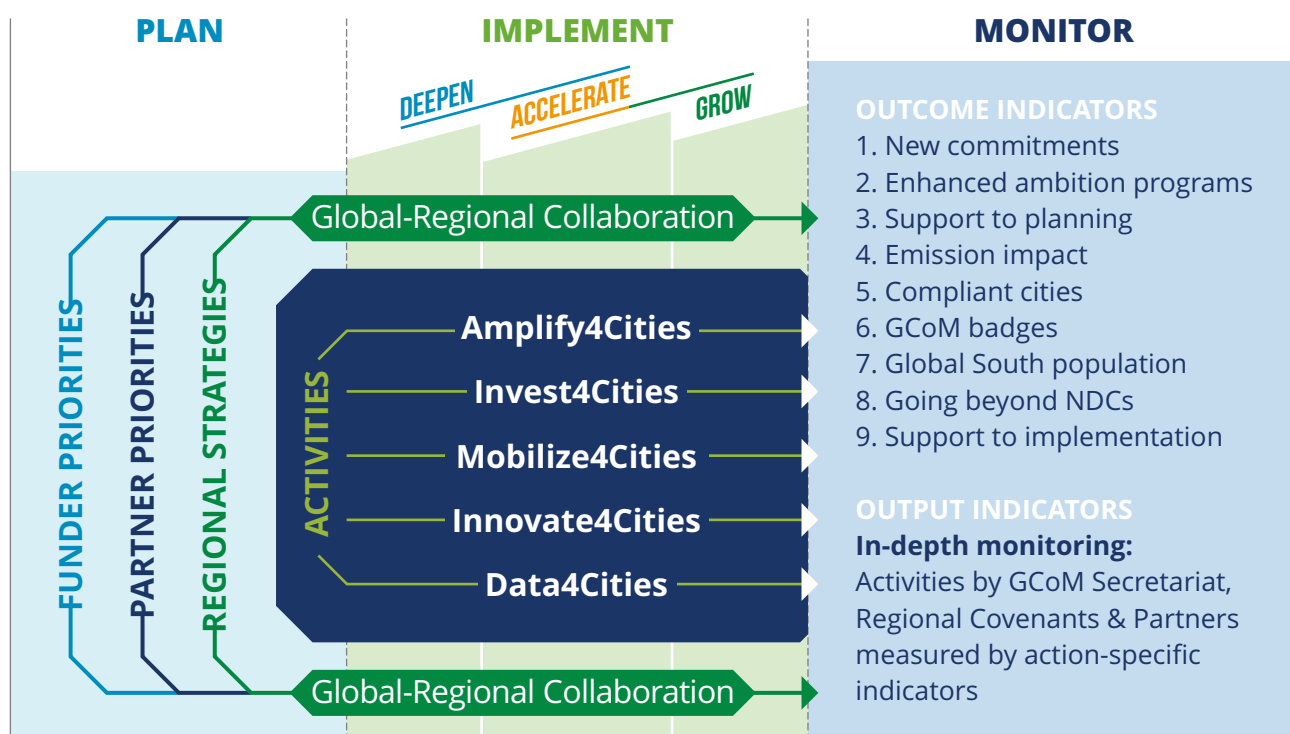 PLAN
IMPLEMENT
MONITOR
DEEPEN
ACCELERATE
GROW
FUNDER PRIORITIES
PARTNER PRIORITIES
REGIONAL STRATEGIES
Global-Regional Collaboration
ACTIVITIES
Amplify4Cities
Invest4Cities
Mobilize4Cities
Innovate4Cities
Data4Cities
Global-Regional Collaboration
OUTCOME INDICATORS
1. New commitments
2. Enhanced ambition programs
3. Support to planning
4. Emission impact
5. Compliant cities
6. GCoM badges
7. Global South population
8. Going beyond NDCs
9. Support to implementation
OUTPUT INDICATORS
In-depth monitoring:
Activities by GCoM Secretariat,
Regional Covenants & Partners
measured by action-specific
indicators